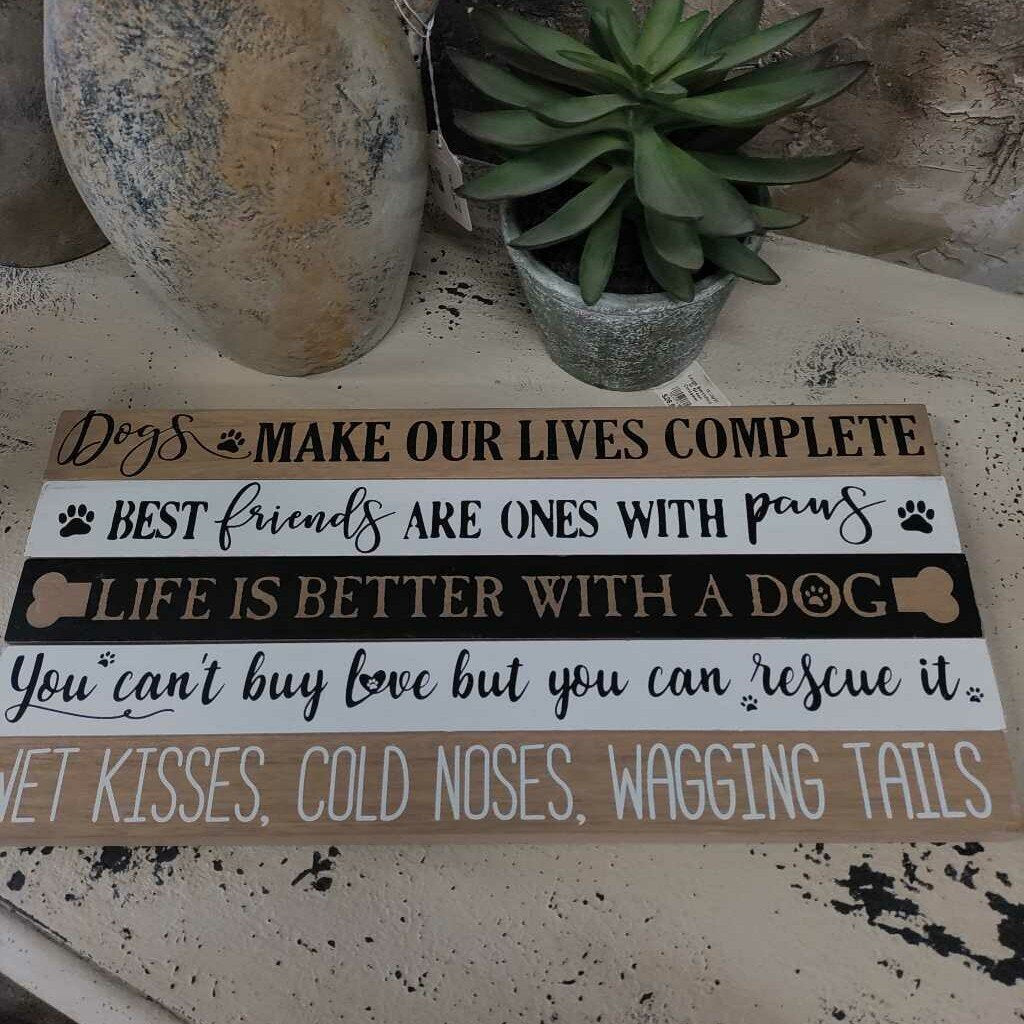 Dogs MAKE OUR LIVES COMPLETE
BEST friends ARE ONES WITH paws
LIFE IS BETTER WITH A DOG
You can't buy love but you can rescue it
WET KISSES, COLD NOSES, WAGGING TAILS